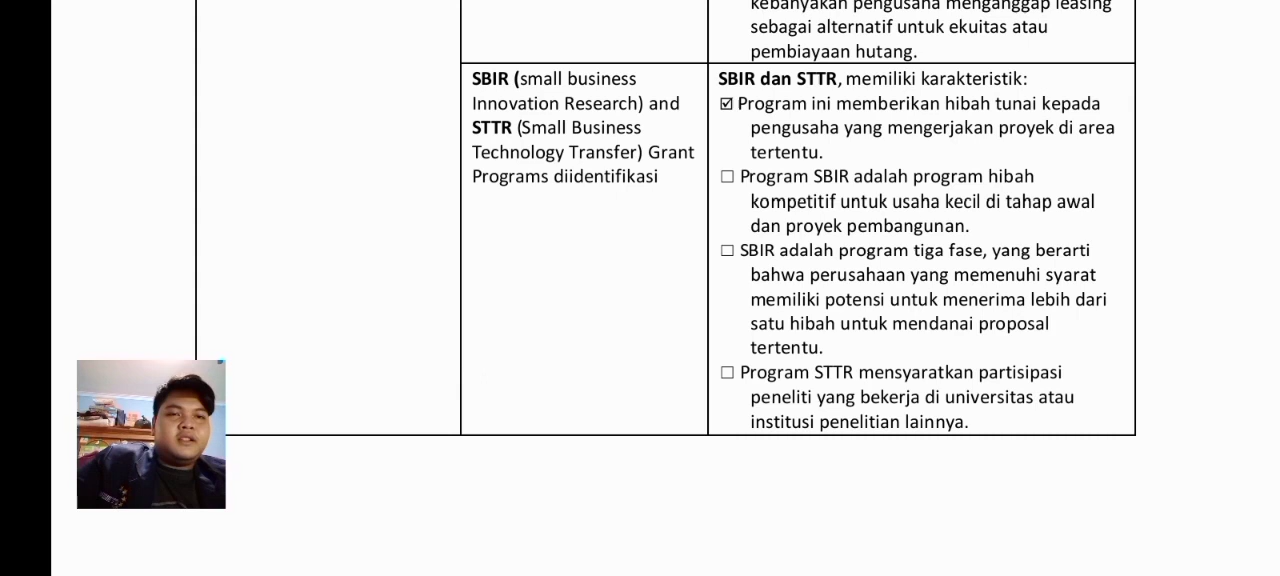 kebanyakan pengusaha menganggap leasing
sebagai alternatif untuk ekuitas atau
pembiayaan hutang.
SBIR (small business
Innovation Research) and
STTR (Small Business
Technology Transfer) Grant
Programs diidentifikasi
SBIR dan STTR, memiliki karakteristik:
☑ Program ini memberikan hibah tunai kepada
pengusaha yang mengerjakan proyek di area
tertentu.
☐ Program SBIR adalah program hibah
kompetitif untuk usaha kecil di tahap awal
dan proyek pembangunan.
☐ SBIR adalah program tiga fase, yang berarti
bahwa perusahaan yang memenuhi syarat
memiliki potensi untuk menerima lebih dari
satu hibah untuk mendanai proposal
tertentu.
☐ Program STTR mensyaratkan partisipasi
peneliti yang bekerja di universitas atau
institusi penelitian lainnya.